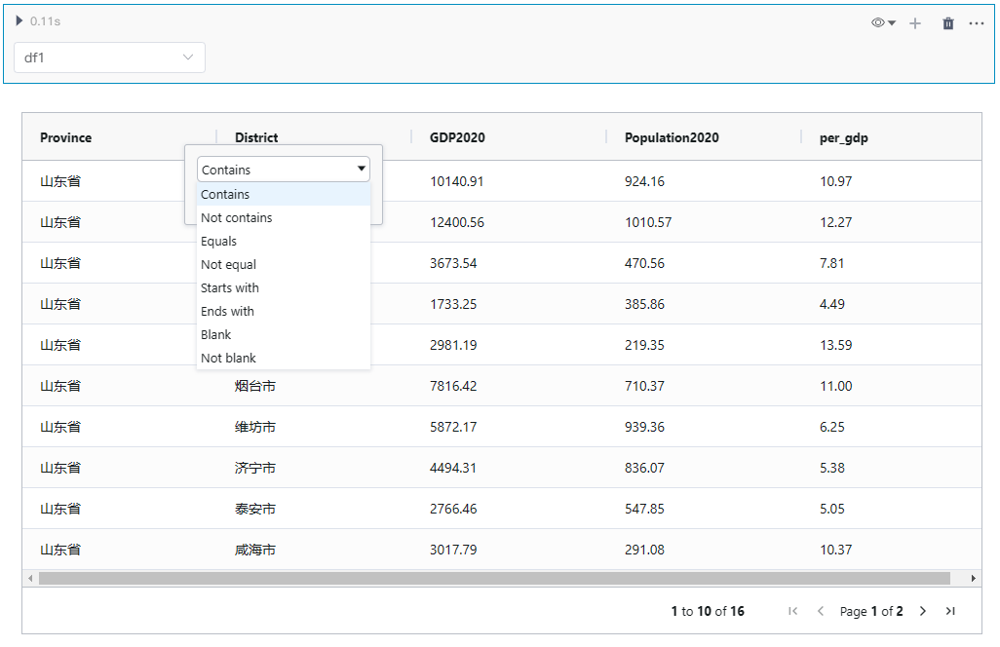 0.11s
df1
Province District GDP2020 Population2020 per_gdp
Contains
山东省 10140.91 924.16 10.97
Contains
Not contains
山东省 12400.56 1010.57 12.27
Equals
山东省 3673.54 470.56 7.81
Not equal
Starts with
山东省 1733.25 385.86 4.49
Ends with
Blank
山东省 2981.19 219.35 13.59
Not blank
山东省 烟台市 7816.42 710.37 11.00
山东省 维坊市 5872.17 939.36 6.25
山东省 济宁市 4494.31 836.07 5.38
山东省 泰安市 2766.46 547.85 5.05
山东省 咸海市 3017.79 291.08 10.37
1 to 10 of 16 Page 1 of 2